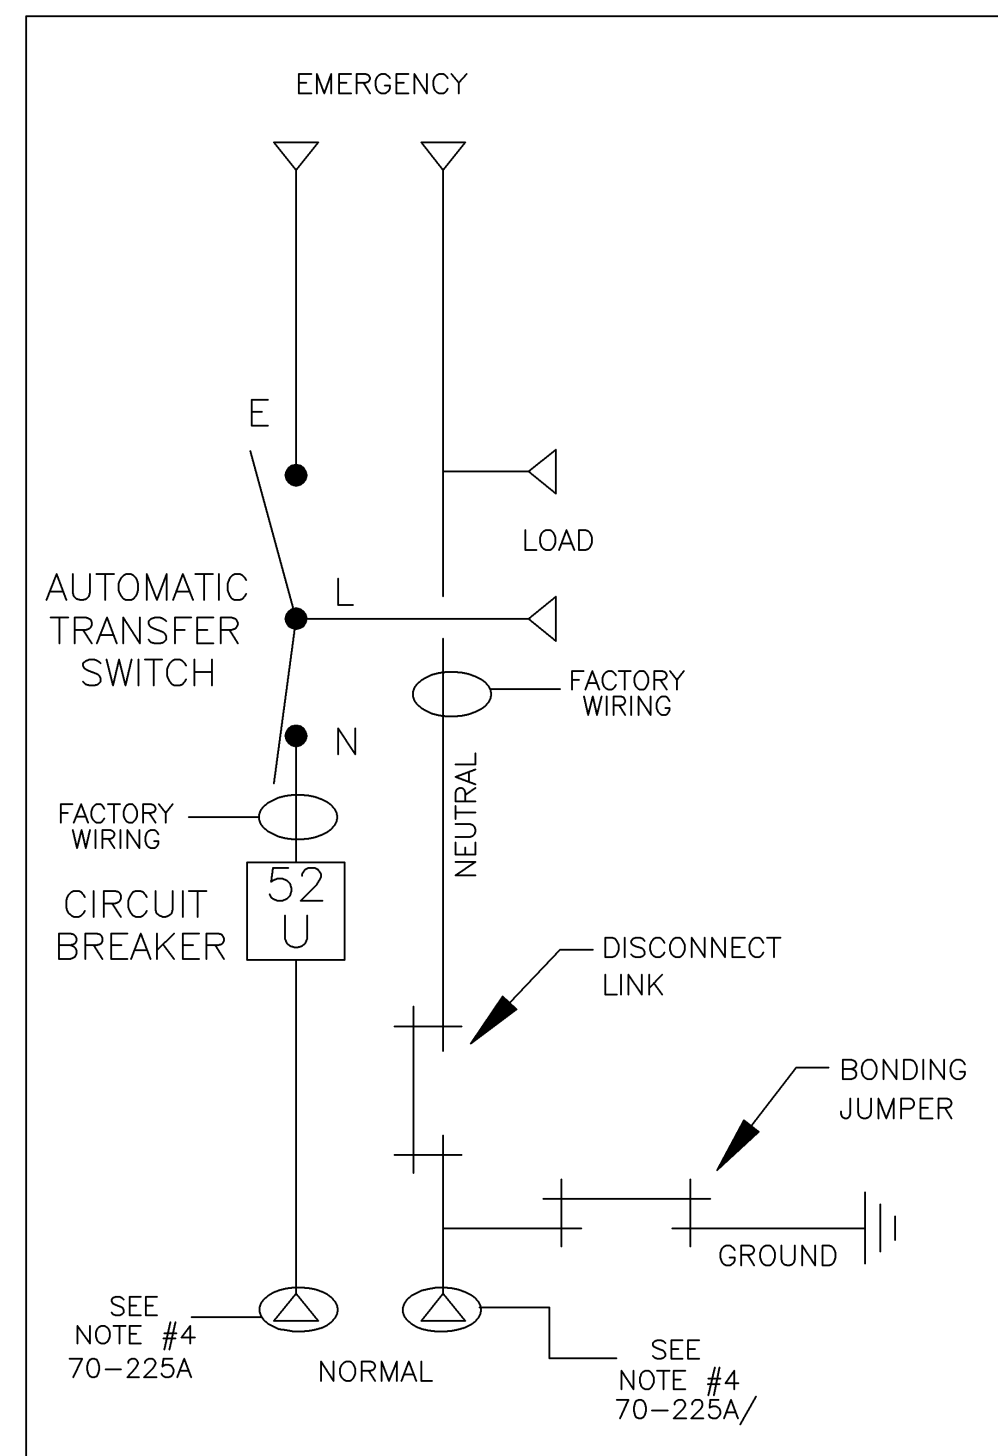 EMERGENCY
E
LOAD
AUTOMATIC
TRANSFER
SWITCH
L
FACTORY
WIRING
N
NEUTRAL
FACTORY
WIRING
CIRCUIT
BREAKER
52
U
DISCONNECT
LINK
BONDING
JUMPER
GROUND
SEE
NOTE #4
70-225A
NORMAL
SEE
NOTE #4
70-225A/